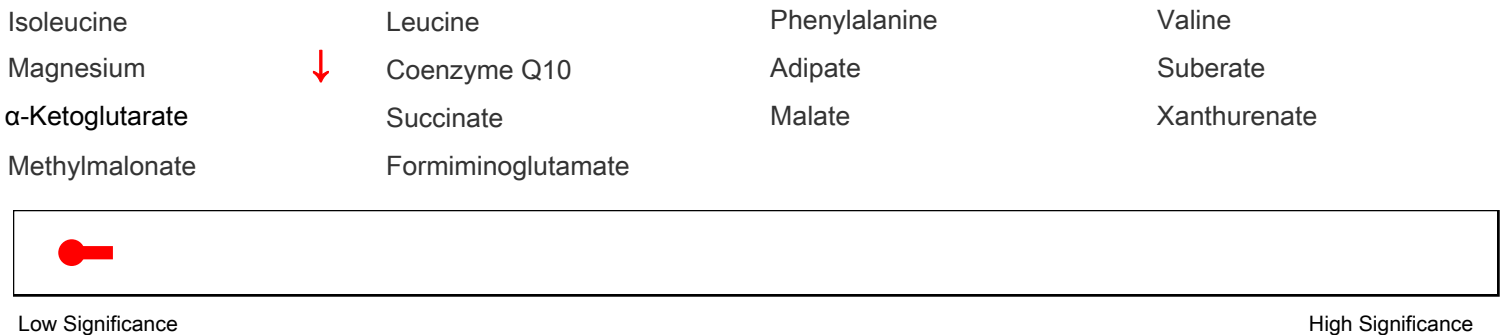 Isoleucine Leucine Phenylalanine Valine
Magnesium ↓ Coenzyme Q10 Adipate Suberate
α-Ketoglutarate Succinate Malate Xanthurenate
Methylmalonate Formiminoglutamate
Low Significance High Significance